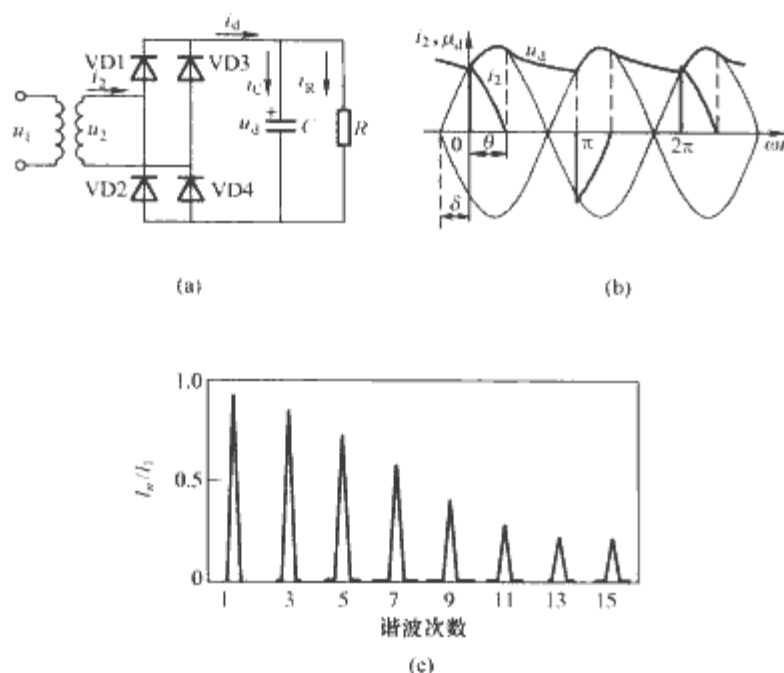 i_d
VD1
VD3
i_2
i_C
i_R
u_1
u_2
+
u_d
C
R
VD2
VD4
(a)
i_2, u_d
u_d
i_2
0
θ
π
2π
ωt
δ
(b)
1.0
0.5
0
I_n/I_1
1 3 5 7 9 11 13 15
谐波次数
(c)